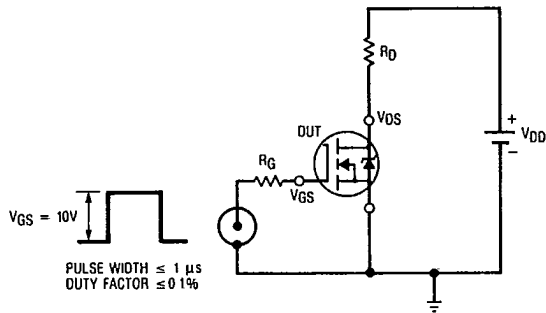 RD
VDS
DUT
+
VDD
−
RG
VGS
VGS = 10V
PULSE WIDTH ≤ 1 μs
DUTY FACTOR ≤ 0 1%